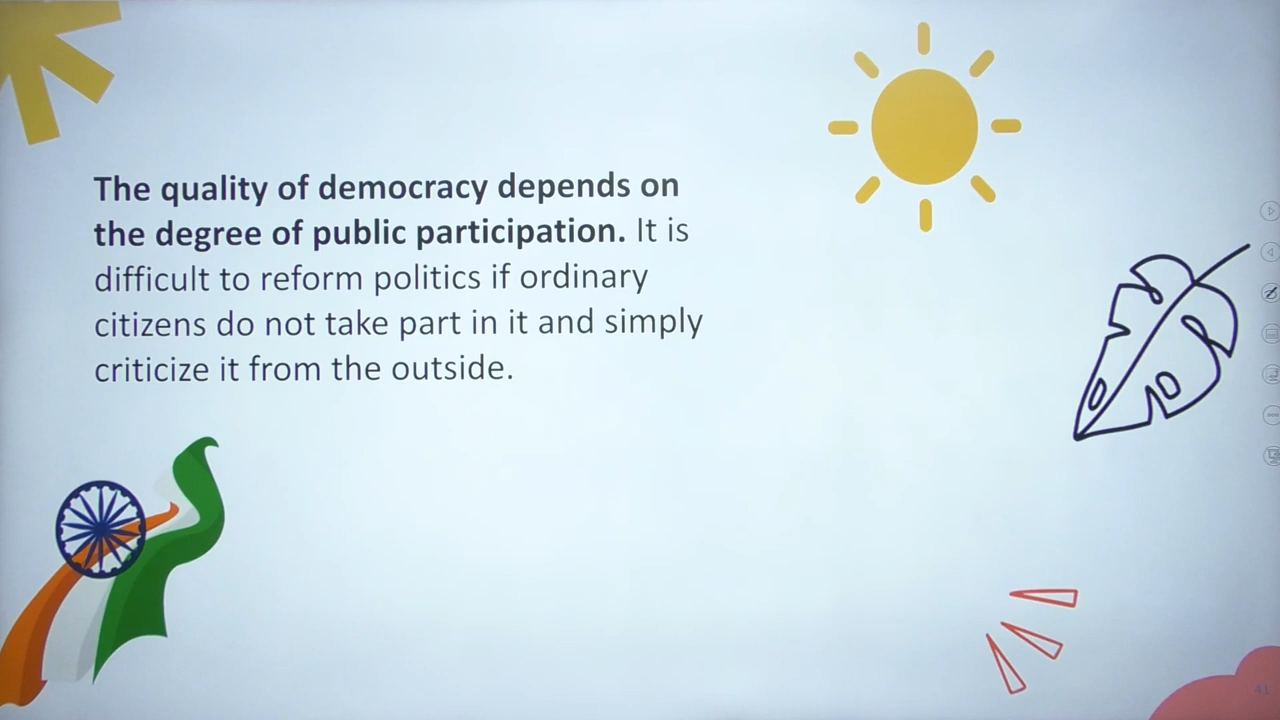 The quality of democracy depends on
the degree of public participation. It is
difficult to reform politics if ordinary
citizens do not take part in it and simply
criticize it from the outside.
41